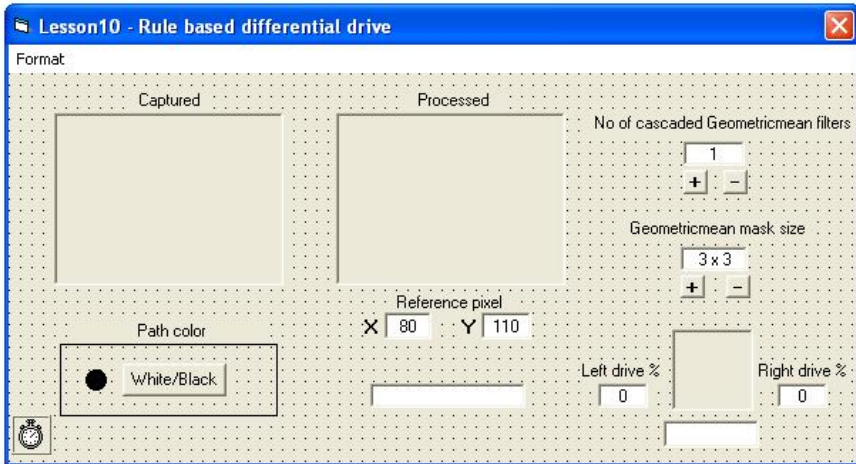 Lesson10 - Rule based differential drive
Format
Captured
Processed
No of cascaded Geometricmean filters
1
+ -
Geometricmean mask size
3 x 3
+ -
Reference pixel
X 80 Y 110
Path color
White/Black
Left drive %
0
Right drive %
0